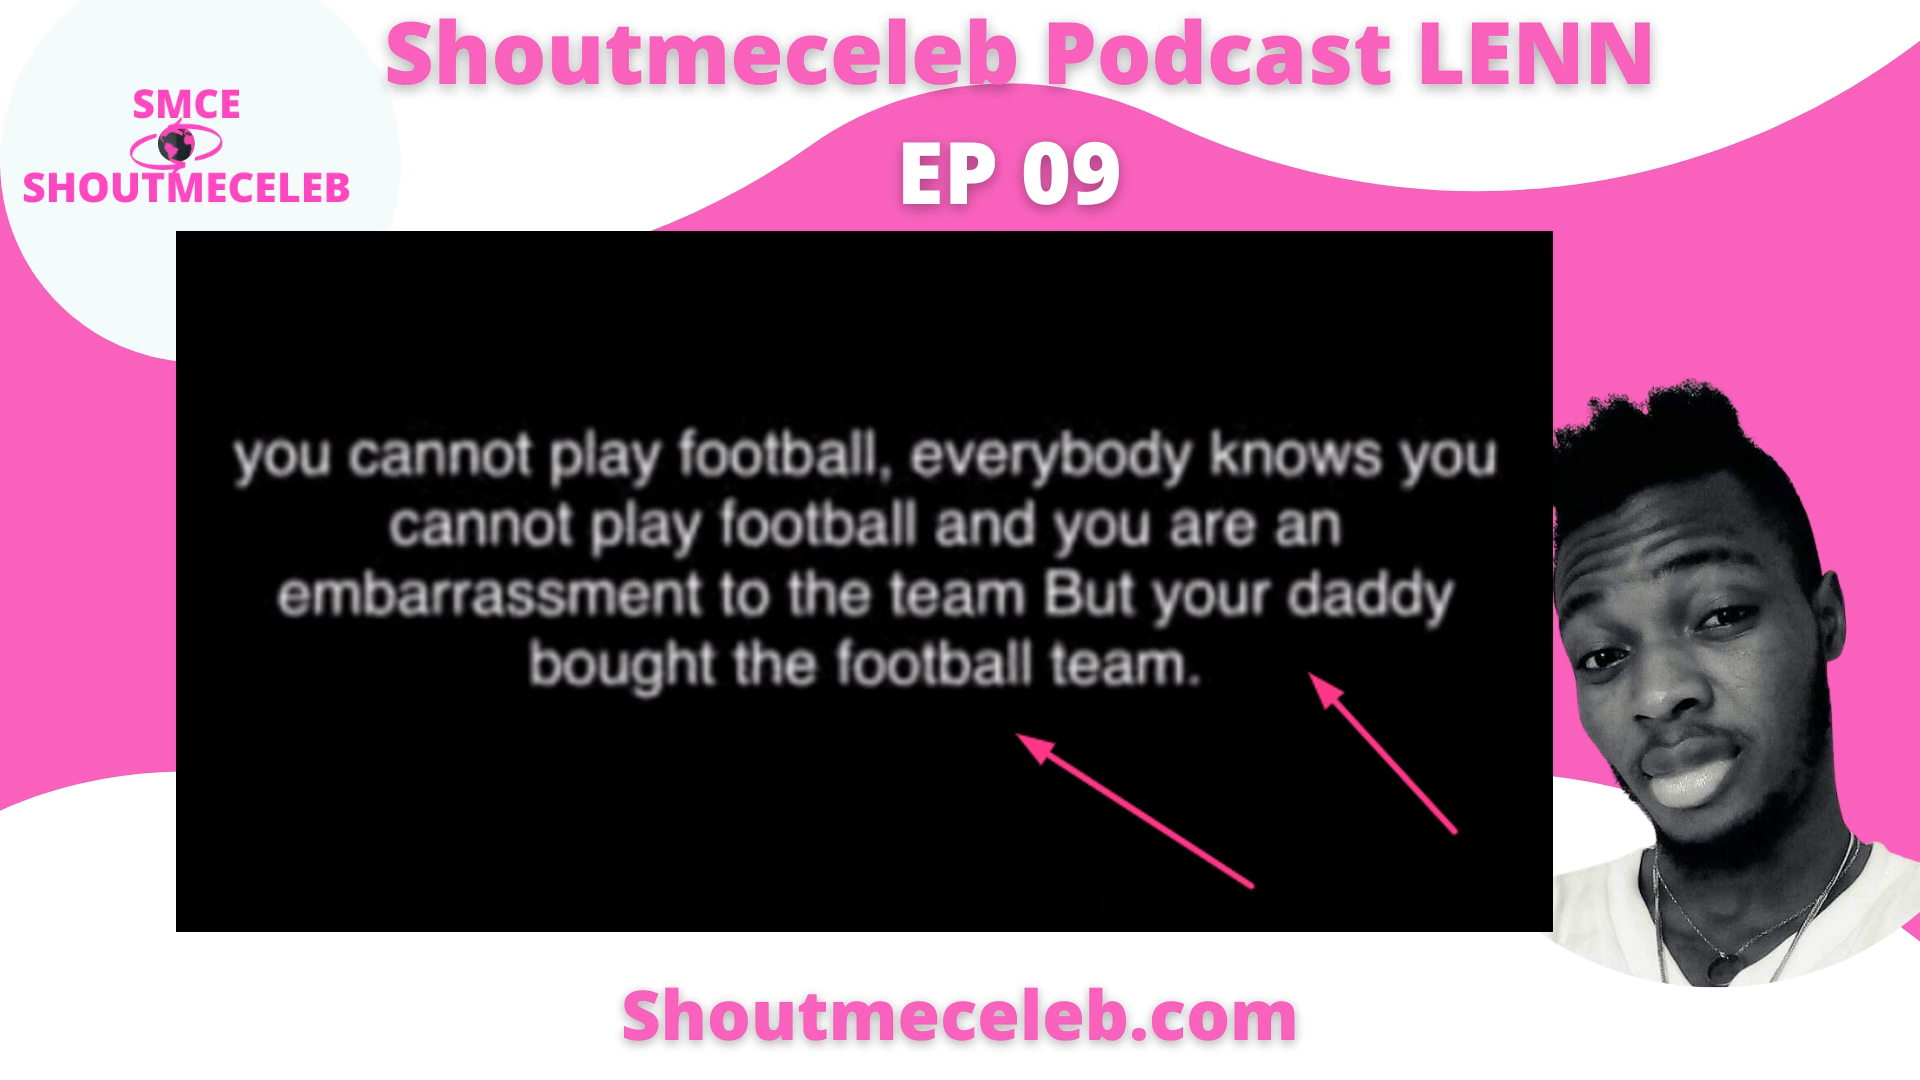 Shoutmeceleb Podcast LENN
SMCE
SHOUTMECELEB
EP 09
you cannot play football, everybody knows you
cannot play football and you are an
embarrassment to the team But your daddy
bought the football team.
Shoutmeceleb.com